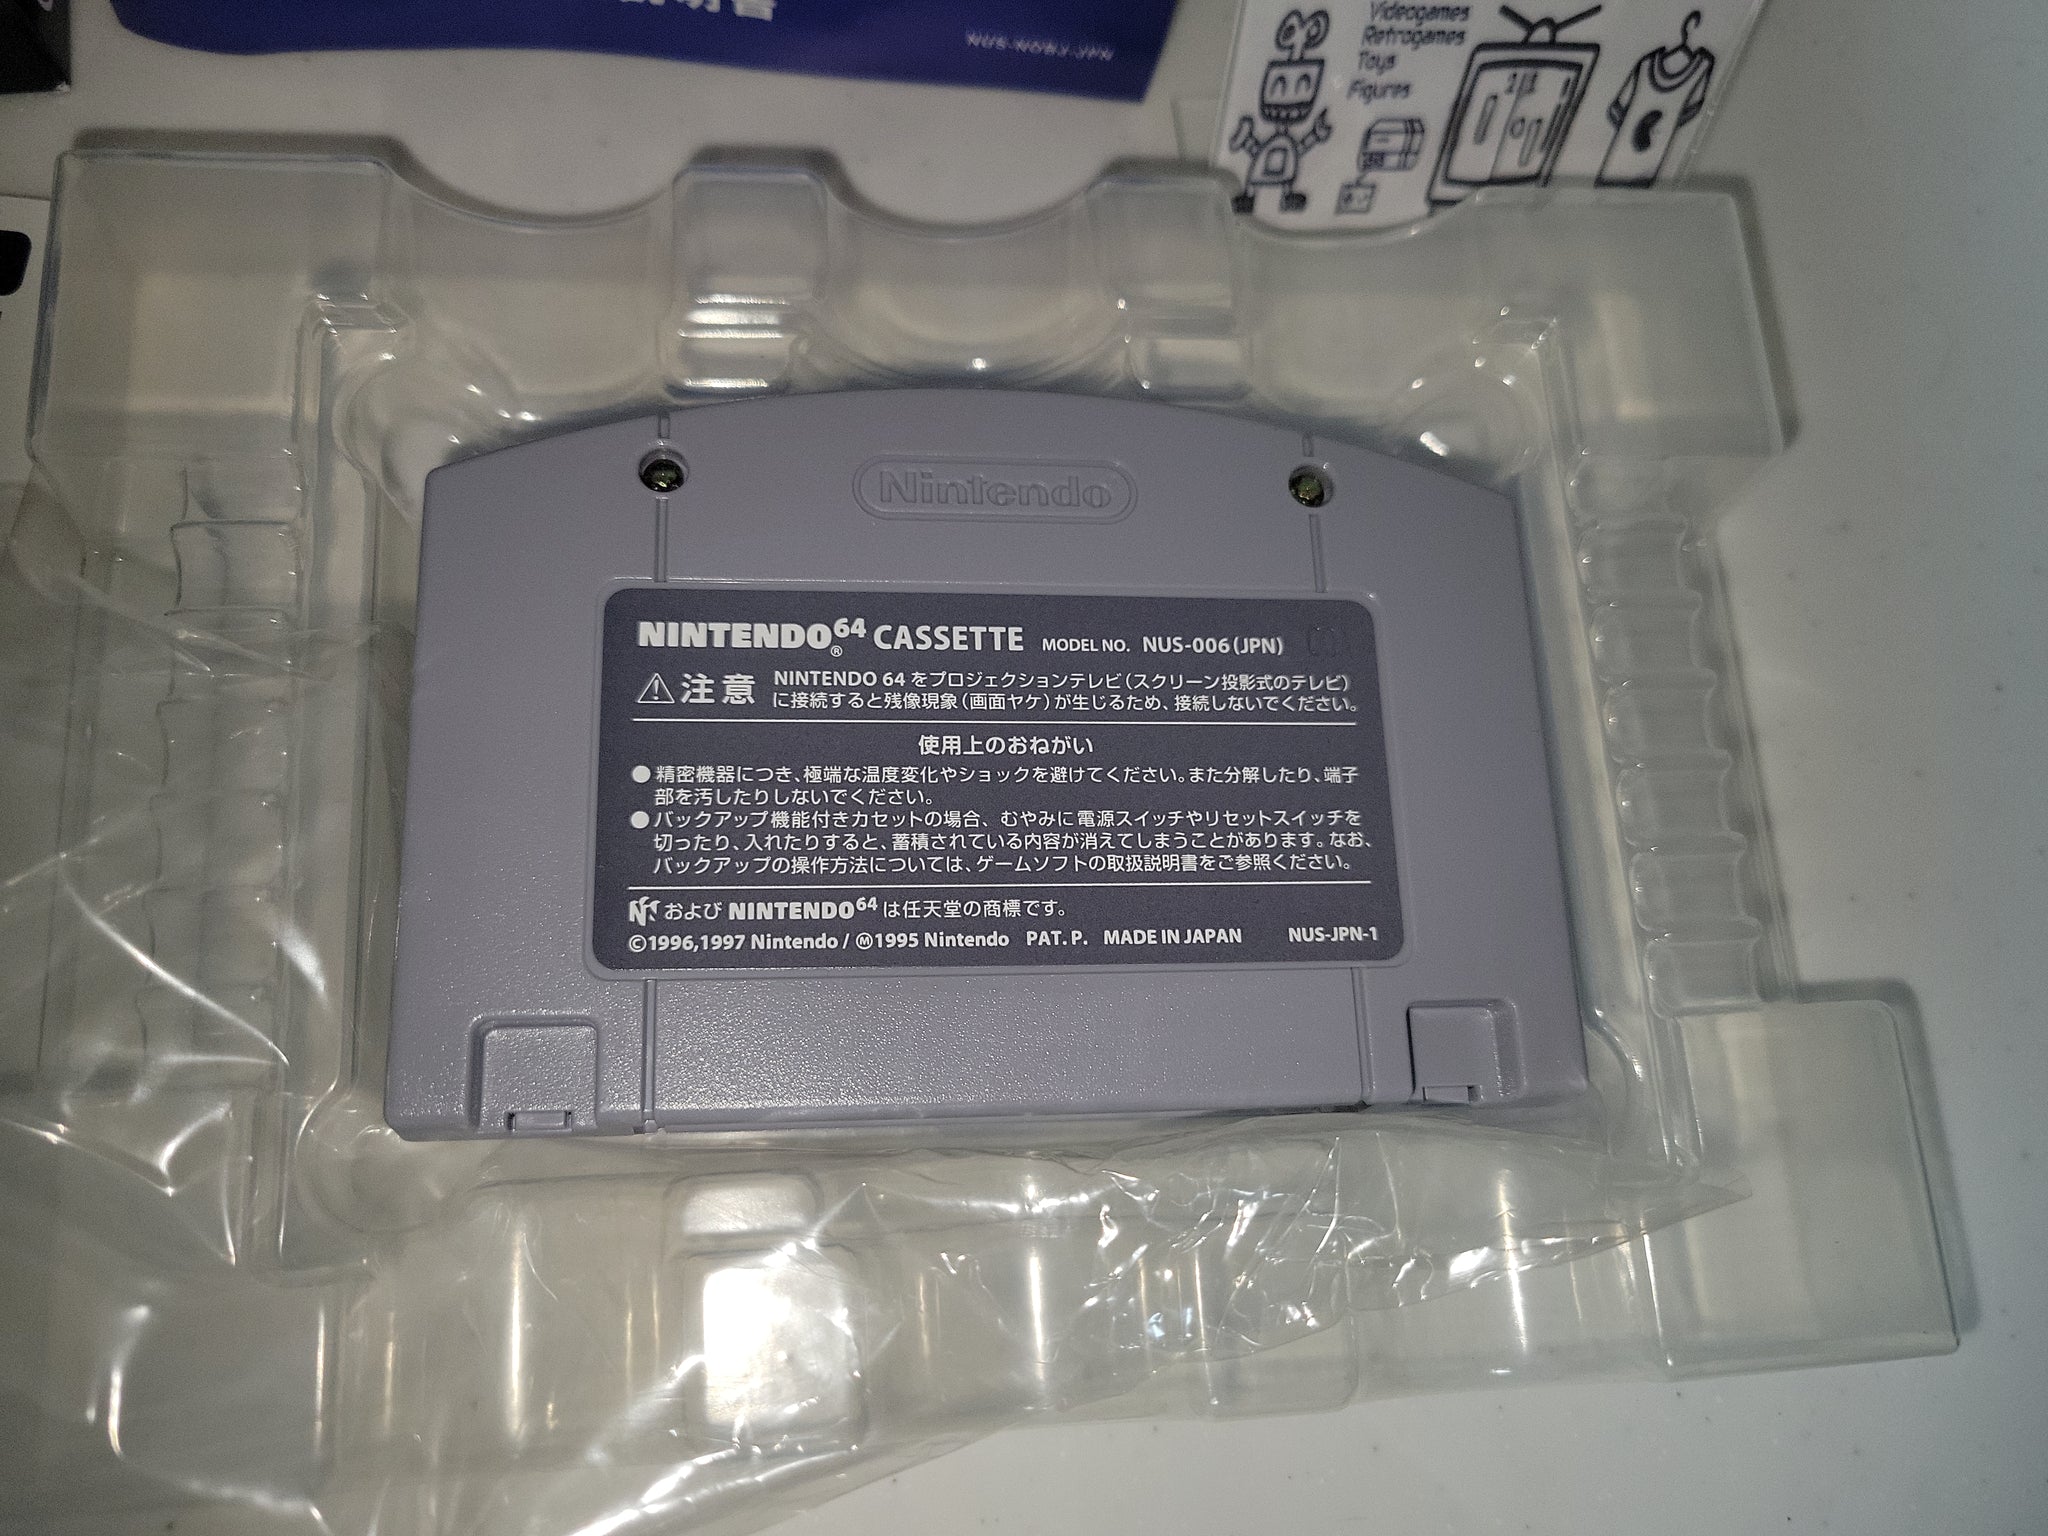 明書
Videogames
Retrogames
Toys
Figures
Nintendo
NINTENDO64® CASSETTE MODEL NO. NUS-006(JPN)
⚠注意 NINTENDO 64 をプロジェクションテレビ(スクリーン投影式のテレビ)
に接続すると残像現象(画面ヤケ)が生じるため、接続しないでください。
使用上のおねがい
●精密機器につき、極端な温度変化やショックを避けてください。また分解したり、端子
部を汚したりしないでください。
●バックアップ機能付きカセットの場合、むやみに電源スイッチやリセットスイッチを
切ったり、入れたりすると、蓄積されている内容が消えてしまうことがあります。なお、
バックアップの操作方法については、ゲームソフトの取扱説明書をご参照ください。
および NINTENDO64 は任天堂の商標です。
©1996,1997 Nintendo / Ⓜ1995 Nintendo PAT. P. MADE IN JAPAN NUS-JPN-1